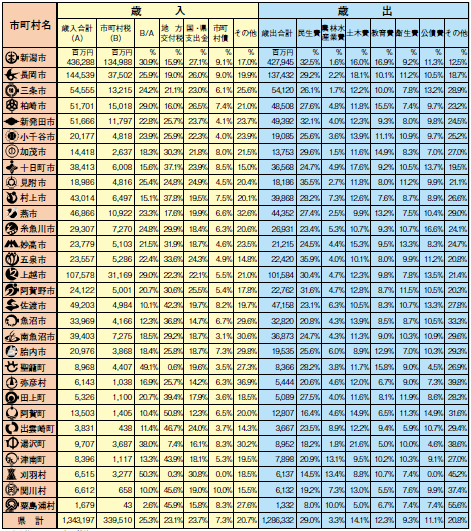 市町村名 歳　入 歳　出
歳入合計(A) 市町村税(B) B/A 地方交付税 国・県支出金 市町村債 その他 歳出合計 民生費 農林水産業費 土木費 教育費 衛生費 公債費 その他
百万円 百万円 % % % % % 百万円 % % % % % % %
新潟市 436,288 134,988 30.9% 15.9% 27.1% 9.1% 17.0% 427,945 32.5% 1.6% 16.0% 16.9% 9.2% 11.3% 12.5%
長岡市 144,539 37,502 25.9% 19.0% 26.0% 9.0% 19.9% 137,432 29.2% 2.2% 18.1% 10.1% 11.2% 10.5% 18.7%
三条市 54,555 13,215 24.2% 21.1% 23.0% 6.1% 25.6% 54,120 26.1% 1.7% 12.2% 10.0% 7.8% 13.2% 28.9%
柏崎市 51,701 15,018 29.0% 16.0% 26.5% 7.4% 21.0% 48,508 27.6% 4.8% 11.8% 15.5% 7.4% 9.7% 23.2%
新発田市 51,666 11,797 22.8% 25.7% 23.7% 4.1% 23.7% 49,392 32.1% 4.0% 12.3% 9.3% 8.0% 9.8% 24.5%
小千谷市 20,177 4,818 23.9% 25.9% 22.3% 4.0% 23.9% 19,085 25.6% 3.6% 13.9% 11.1% 10.9% 9.7% 25.2%
加茂市 14,418 2,637 18.3% 30.3% 21.8% 8.0% 21.5% 13,753 29.6% 1.5% 11.6% 14.9% 8.3% 7.0% 27.0%
十日町市 38,413 6,008 15.6% 37.1% 23.9% 8.5% 15.0% 36,568 24.7% 4.9% 17.6% 9.2% 10.5% 13.7% 19.5%
見附市 18,986 4,816 25.4% 24.8% 24.9% 4.5% 20.4% 18,186 35.5% 2.7% 11.8% 8.0% 11.2% 9.9% 21.1%
村上市 43,014 6,497 15.1% 37.8% 19.5% 7.5% 20.1% 39,868 28.2% 7.3% 12.6% 7.6% 8.7% 8.9% 26.6%
燕市 46,866 10,922 23.3% 17.6% 19.9% 6.6% 32.6% 44,352 27.4% 2.5% 9.9% 13.2% 7.5% 10.4% 29.0%
糸魚川市 29,307 7,270 24.8% 29.9% 18.4% 6.3% 20.6% 26,931 23.4% 5.3% 10.7% 9.3% 10.7% 16.6% 24.1%
妙高市 23,779 5,103 21.5% 31.9% 18.7% 4.6% 23.5% 21,215 24.5% 4.4% 15.3% 9.5% 13.3% 8.3% 24.7%
五泉市 23,557 5,286 22.4% 33.6% 24.3% 4.9% 14.8% 22,420 35.9% 4.0% 10.1% 8.0% 9.9% 11.2% 20.8%
上越市 107,578 31,169 29.0% 22.3% 22.1% 5.5% 21.0% 101,584 30.4% 4.7% 12.3% 9.8% 7.8% 13.5% 21.4%
阿賀野市 24,122 5,001 20.7% 30.6% 25.5% 5.4% 17.8% 22,762 31.6% 4.7% 12.8% 8.7% 11.5% 10.5% 20.3%
佐渡市 49,203 4,984 10.1% 42.3% 19.7% 8.2% 19.7% 47,158 23.1% 6.3% 10.5% 8.3% 10.7% 13.3% 27.8%
魚沼市 33,969 4,166 12.3% 36.8% 14.7% 6.7% 29.5% 32,820 20.8% 4.3% 13.9% 8.5% 8.7% 10.5% 33.3%
南魚沼市 39,403 7,275 18.5% 29.2% 18.7% 3.1% 30.6% 36,873 24.7% 4.3% 11.3% 9.0% 10.3% 10.9% 29.6%
胎内市 20,976 3,868 18.4% 25.8% 18.7% 7.3% 29.8% 19,535 25.6% 6.0% 8.9% 12.9% 7.0% 10.3% 29.3%
聖籠町 8,968 4,407 49.1% 0.6% 19.6% 3.5% 27.3% 8,366 28.2% 3.8% 11.7% 15.8% 9.0% 4.5% 26.9%
弥彦村 6,143 1,038 16.9% 25.7% 14.2% 6.3% 36.9% 5,444 20.6% 4.6% 12.0% 6.7% 9.0% 7.3% 39.8%
田上町 5,326 1,100 20.7% 39.4% 17.9% 3.6% 18.5% 5,089 27.5% 4.0% 11.6% 8.1% 11.9% 8.6% 28.3%
阿賀町 13,503 1,405 10.4% 50.8% 12.3% 6.5% 20.0% 12,807 16.4% 4.6% 14.9% 6.5% 11.3% 14.9% 31.6%
出雲崎町 3,831 438 11.4% 46.7% 24.0% 3.7% 14.3% 3,667 23.5% 8.9% 12.2% 9.4% 5.9% 11.4% 28.7%
湯沢町 9,707 3,687 38.0% 7.4% 16.1% 8.3% 30.2% 8,952 18.2% 1.8% 21.6% 5.0% 10.0% 4.6% 38.6%
津南町 8,396 1,117 13.3% 43.9% 18.1% 5.3% 19.5% 7,898 20.9% 13.1% 9.5% 10.2% 10.3% 9.1% 27.0%
刈羽村 6,515 3,277 50.3% 0.3% 30.8% 0.0% 18.5% 6,137 14.5% 13.4% 8.8% 10.7% 7.4% 0.0% 45.2%
関川村 6,612 658 10.0% 45.6% 19.0% 10.0% 15.5% 6,132 19.2% 7.3% 13.0% 5.5% 7.6% 9.9% 37.4%
粟島浦村 1,679 43 2.6% 45.9% 15.8% 8.3% 27.6% 1,332 8.0% 10.0% 5.0% 6.7% 7.4% 7.4% 55.6%
県　計 1,343,197 339,510 25.3% 23.1% 23.7% 7.3% 20.7% 1,286,332 29.0% 3.3% 14.1% 12.3% 9.3% 11.1% 20.8%